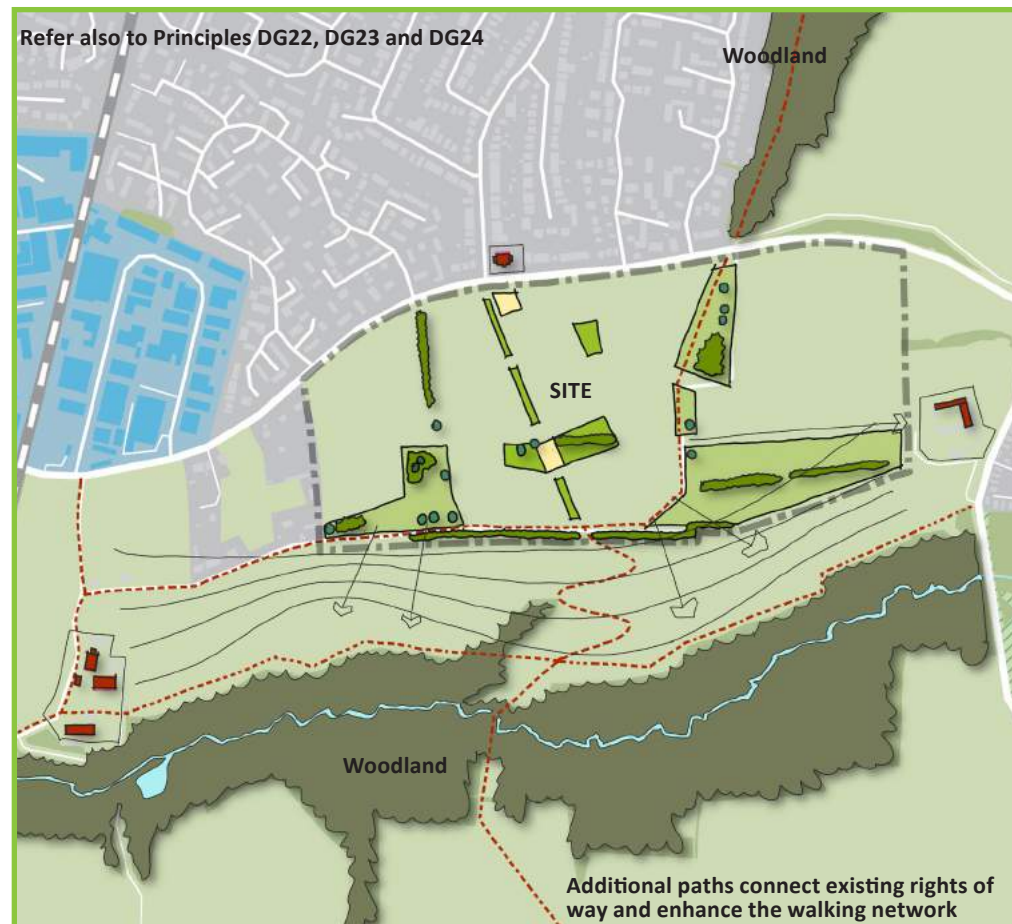 Refer also to Principles DG22, DG23 and DG24
Woodland
SITE
Woodland
Additional paths connect existing rights of
way and enhance the walking network